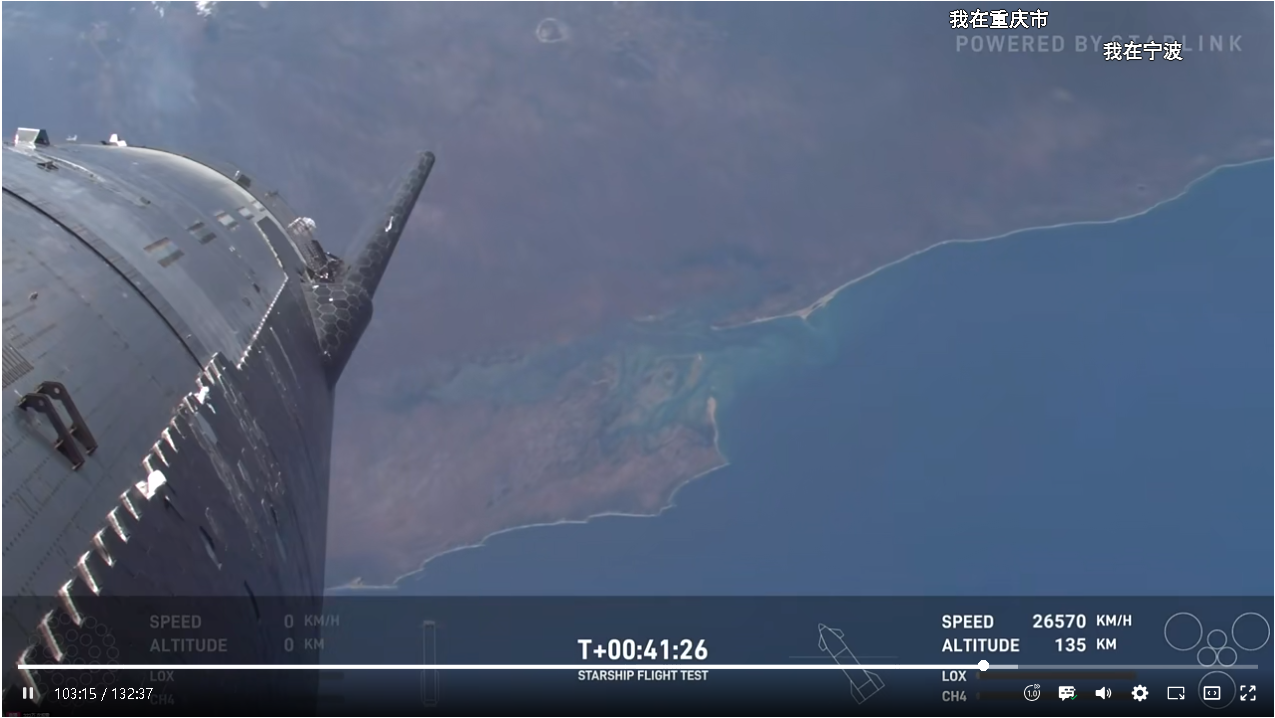 我在重庆市
POWERED BY STARLINK
我在宁波
SPEED 0 KM/H
ALTITUDE 0 KM
LOX
CH4
T+00:41:26
STARSHIP FLIGHT TEST
SPEED 26570 KM/H
ALTITUDE 135 KM
LOX
CH4
103:15 / 132:37
1.0